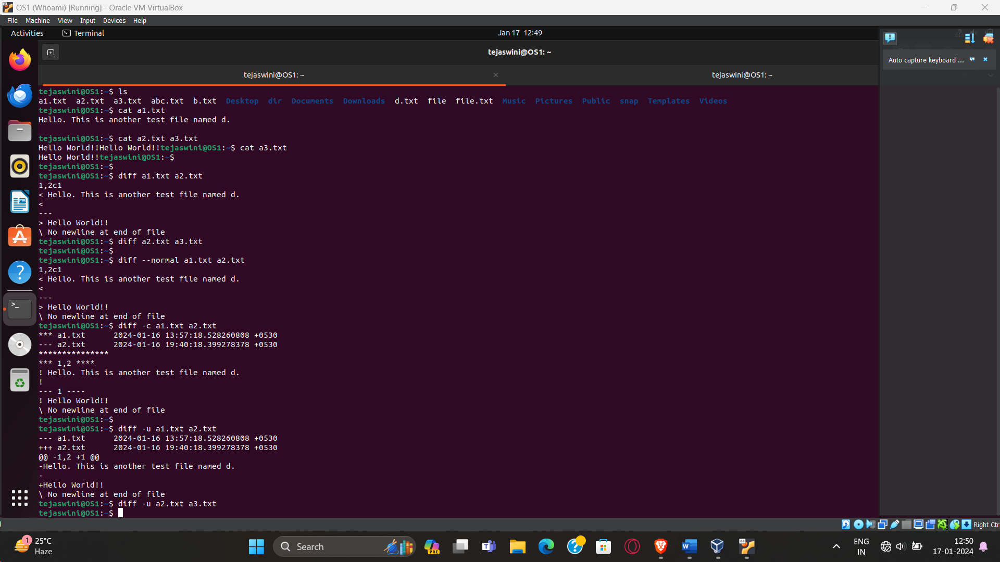 OS1 (Whoami) [Running] - Oracle VM VirtualBox
File Machine View Input Devices Help
Activities Terminal Jan 17 12:49
tejaswini@OS1: ~
Auto capture keyboard ...
tejaswini@OS1: ~ × tejaswini@OS1: ~
tejaswini@OS1:~$ ls
a1.txt a2.txt a3.txt abc.txt b.txt Desktop dir Documents Downloads d.txt file file.txt Music Pictures Public snap Templates Videos
tejaswini@OS1:~$ cat a1.txt
Hello. This is another test file named d.
tejaswini@OS1:~$ cat a2.txt a3.txt
Hello World!!Hello World!!tejaswini@OS1:~$ cat a3.txt
Hello World!!tejaswini@OS1:~$
tejaswini@OS1:~$
tejaswini@OS1:~$ diff a1.txt a2.txt
1,2c1
< Hello. This is another test file named d.
<
---
> Hello World!!
\ No newline at end of file
tejaswini@OS1:~$ diff a2.txt a3.txt
tejaswini@OS1:~$
tejaswini@OS1:~$ diff --normal a1.txt a2.txt
1,2c1
< Hello. This is another test file named d.
<
---
> Hello World!!
\ No newline at end of file
tejaswini@OS1:~$ diff -c a1.txt a2.txt
*** a1.txt 2024-01-16 13:57:18.528260808 +0530
--- a2.txt 2024-01-16 19:40:18.399278378 +0530
***************
*** 1,2 ****
! Hello. This is another test file named d.
!
--- 1 ----
! Hello World!!
\ No newline at end of file
tejaswini@OS1:~$
tejaswini@OS1:~$ diff -u a1.txt a2.txt
--- a1.txt 2024-01-16 13:57:18.528260808 +0530
+++ a2.txt 2024-01-16 19:40:18.399278378 +0530
@@ -1,2 +1 @@
-Hello. This is another test file named d.
-
+Hello World!!
\ No newline at end of file
tejaswini@OS1:~$ diff -u a2.txt a3.txt
tejaswini@OS1:~$
Right Ctr
1 25°C
Haze
Search
PRE
ENG
IN
12:50
17-01-2024